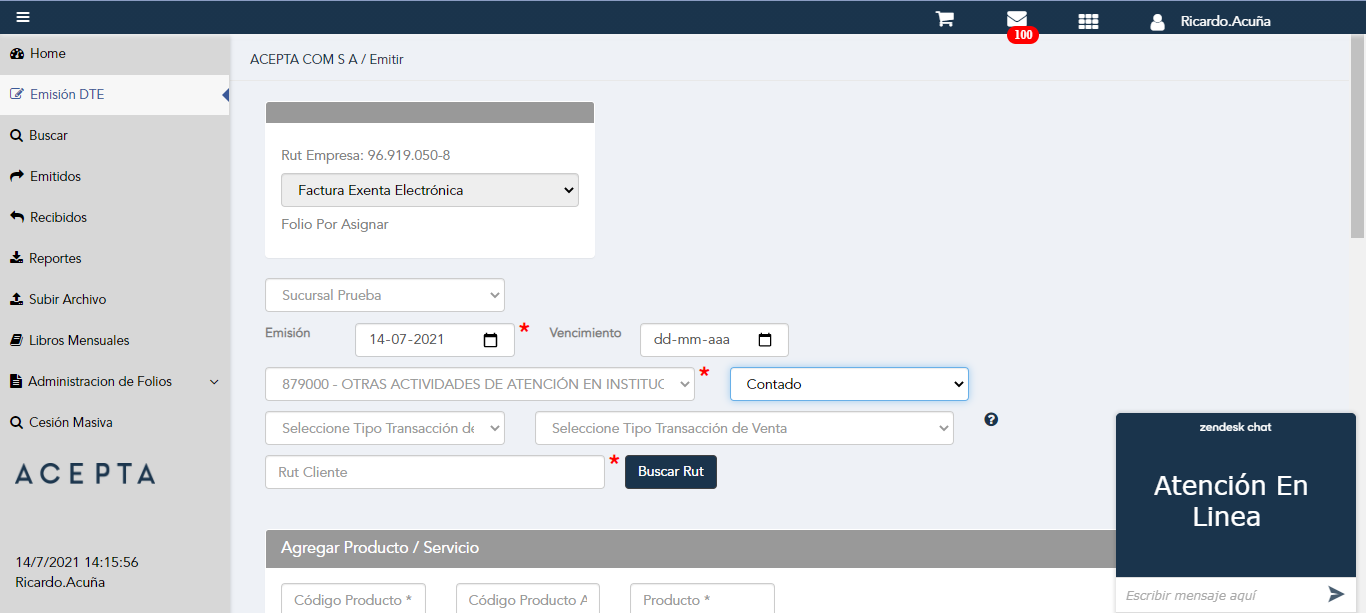 100
Ricardo.Acuña
Home
Emisión DTE
Buscar
Emitidos
Recibidos
Reportes
Subir Archivo
Libros Mensuales
Administracion de Folios
Cesión Masiva
ACEPTA
14/7/2021 14:15:56
Ricardo.Acuña
ACEPTA COM S A / Emitir
Rut Empresa: 96.919.050-8
Factura Exenta Electrónica
Folio Por Asignar
Sucursal Prueba
Emisión 14-07-2021 * Vencimiento dd-mm-aaa
879000 - OTRAS ACTIVIDADES DE ATENCIÓN EN INSTITUC * Contado
Seleccione Tipo Transacción de Seleccione Tipo Transacción de Venta ?
Rut Cliente * Buscar Rut
Agregar Producto / Servicio
Código Producto * Código Producto A Producto *
zendesk chat
Atención En
Linea
Escribir mensaje aquí